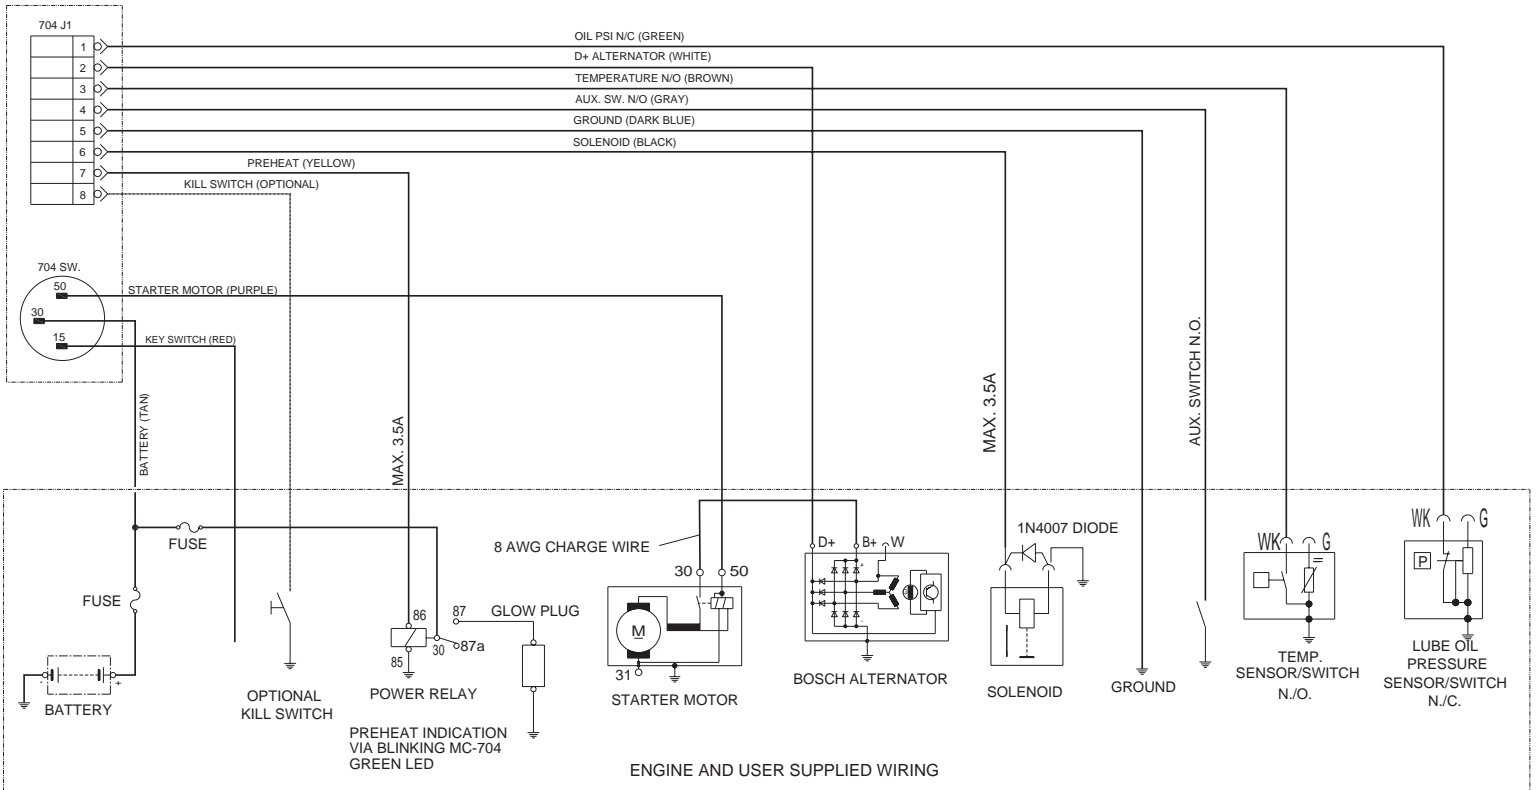 704 J1
1
2
3
4
5
6
7
8
OIL PSI N/C (GREEN)
D+ ALTERNATOR (WHITE)
TEMPERATURE N/O (BROWN)
AUX. SW. N/O (GRAY)
GROUND (DARK BLUE)
SOLENOID (BLACK)
PREHEAT (YELLOW)
KILL SWITCH (OPTIONAL)
704 SW.
50
30
15
STARTER MOTOR (PURPLE)
KEY SWITCH (RED)
BATTERY (TAN)
MAX. 3.5A
MAX. 3.5A
AUX. SWITCH N.O.
FUSE
FUSE
- +
BATTERY
OPTIONAL
KILL SWITCH
86
85
30
87
87a
POWER RELAY
GLOW PLUG
PREHEAT INDICATION
VIA BLINKING MC-704
GREEN LED
8 AWG CHARGE WIRE
30
50
M
31
STARTER MOTOR
D+
B+
W
+
-
G
BOSCH ALTERNATOR
1N4007 DIODE
SOLENOID
GROUND
WK
G
TEMP.
SENSOR/SWITCH
N./O.
WK
G
P
LUBE OIL
PRESSURE
SENSOR/SWITCH
N./C.
ENGINE AND USER SUPPLIED WIRING